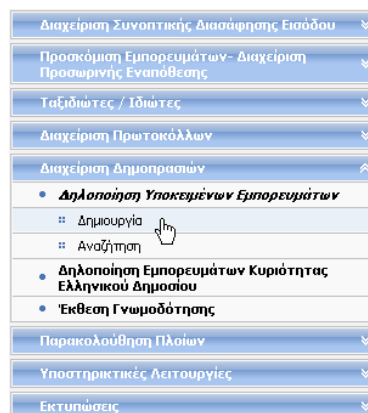 Διαχείριση Συνοπτικής Διασάφησης Εισόδου
Προσκόμιση Εμπορευμάτων- Διαχείριση
Προσωρινής Εναπόθεσης
Ταξιδιώτες / Ιδιώτες
Διαχείριση Πρωτοκόλλων
Διαχείριση Δημοπρασιών
Δηλοποίηση Υποκειμένων Εμπορευμάτων
Δημιουργία
Αναζήτηση
Δηλοποίηση Εμπορευμάτων Κυριότητας
Ελληνικού Δημοσίου
Έκθεση Γνωμοδότησης
Παρακολούθηση Πλοίων
Υποστηρικτικές Λειτουργίες
Εκτυπώσεις